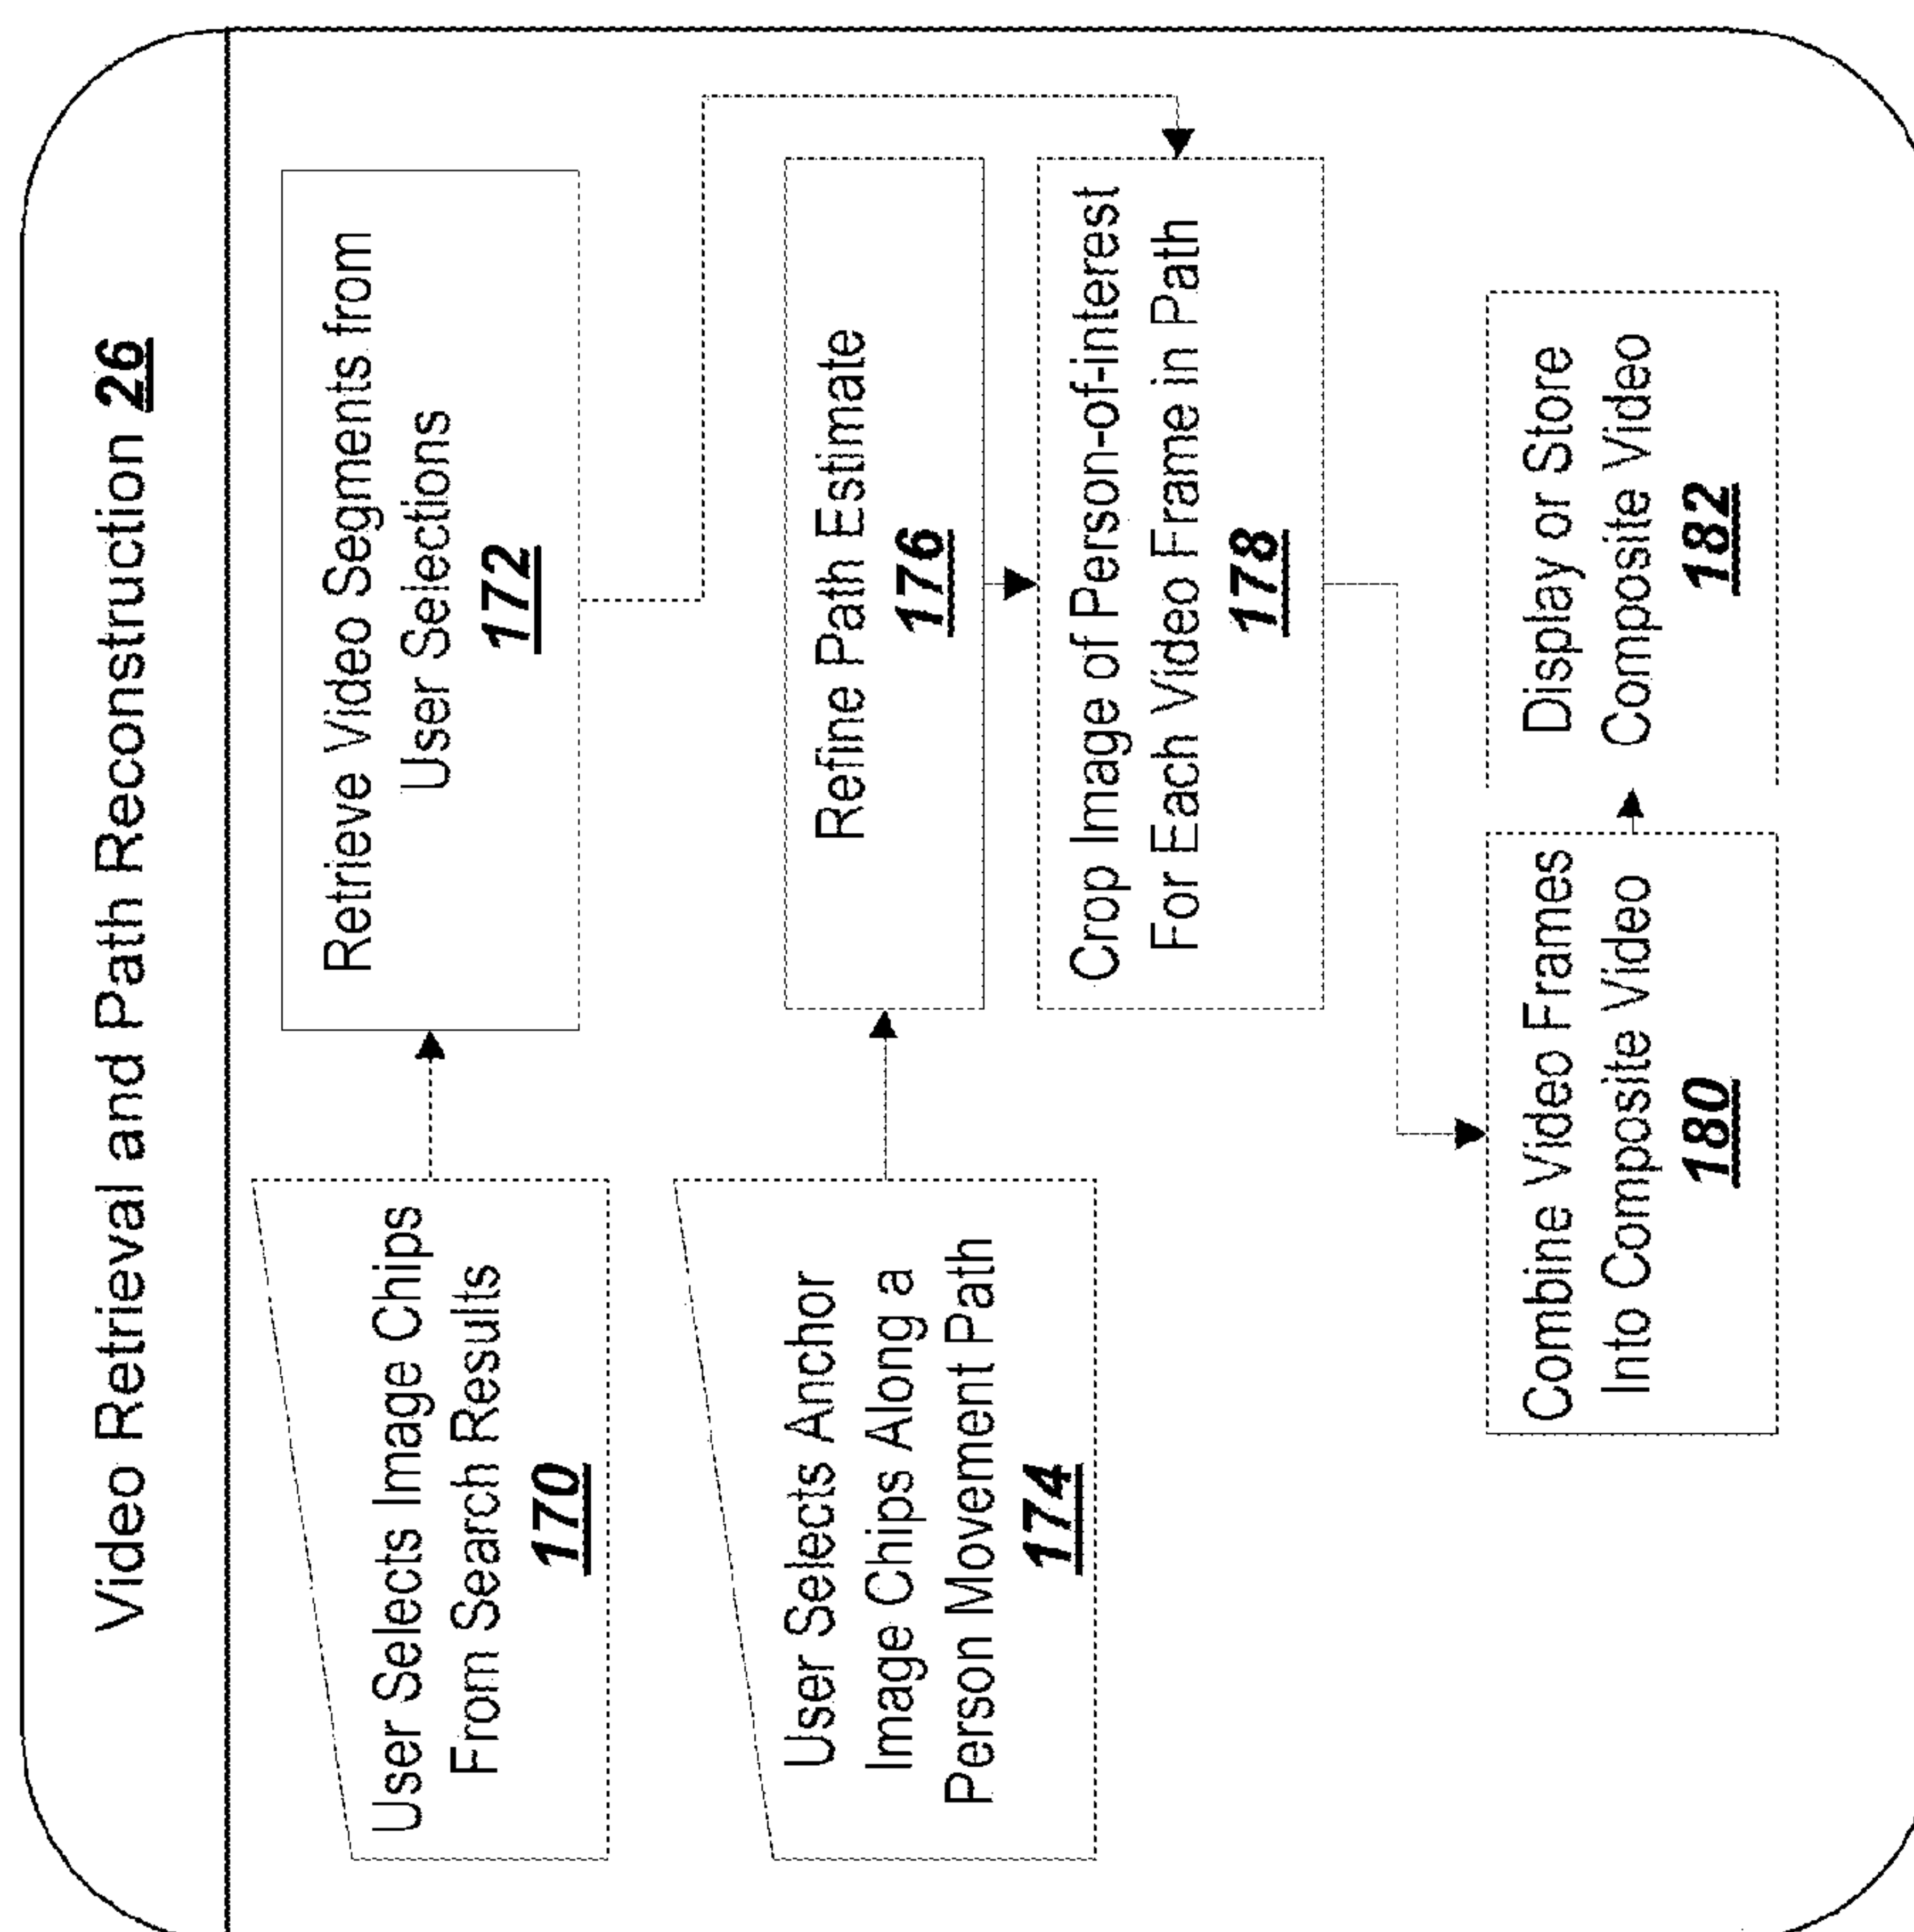 Video Retrieval and Path Reconstruction 26
User Selects Image Chips
From Search Results
170
Retrieve Video Segments from
User Selections
172
User Selects Anchor
Image Chips Along a
Person Movement Path
174
Refine Path Estimate
176
Crop Image of Person-of-interest
For Each Video Frame in Path
178
Combine Video Frames
Into Composite Video
180
Display or Store
Composite Video
182